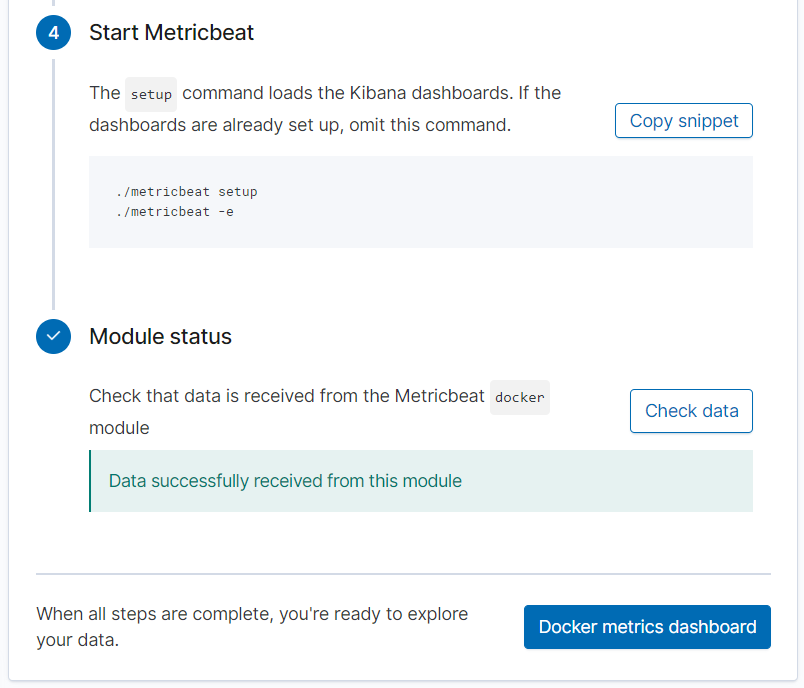 4 Start Metricbeat
The setup command loads the Kibana dashboards. If the
dashboards are already set up, omit this command.
Copy snippet
./metricbeat setup
./metricbeat -e
Module status
Check that data is received from the Metricbeat docker
module
Check data
Data successfully received from this module
When all steps are complete, you're ready to explore
your data.
Docker metrics dashboard